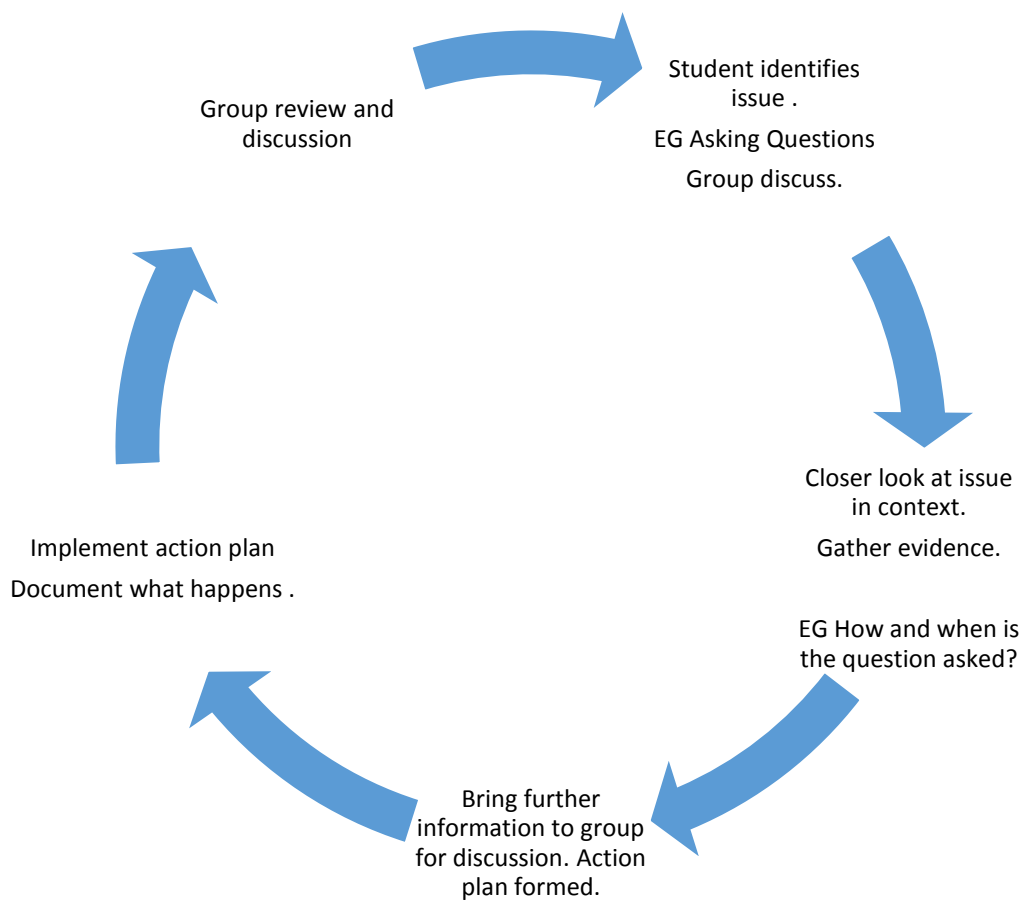 Student identifies
issue .
EG Asking Questions
Group discuss.
Closer look at issue
in context.
Gather evidence.
EG How and when is
the question asked?
Bring further
information to group
for discussion. Action
plan formed.
Implement action plan
Document what happens .
Group review and
discussion